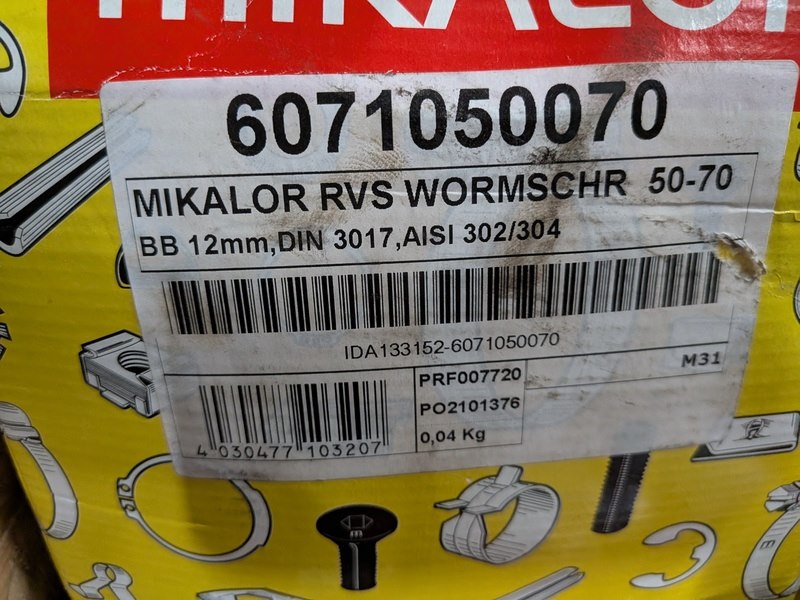 MIKALOR
6071050070
MIKALOR RVS WORMSCHR 50-70
BB 12mm,DIN 3017,AISI 302/304
IDA133152-6071050070
PRF007720
M31
PO2101376
0,04 Kg
4 030477 103207